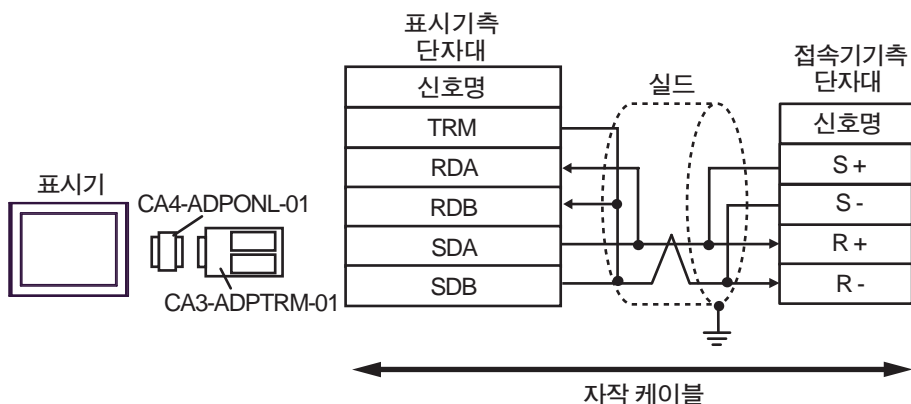 표시기측
단자대
신호명
TRM
RDA
RDB
SDA
SDB
실드
접속기기측
단자대
신호명
S +
S -
R +
R -
표시기
CA4-ADPONL-01
CA3-ADPTRM-01
자작 케이블